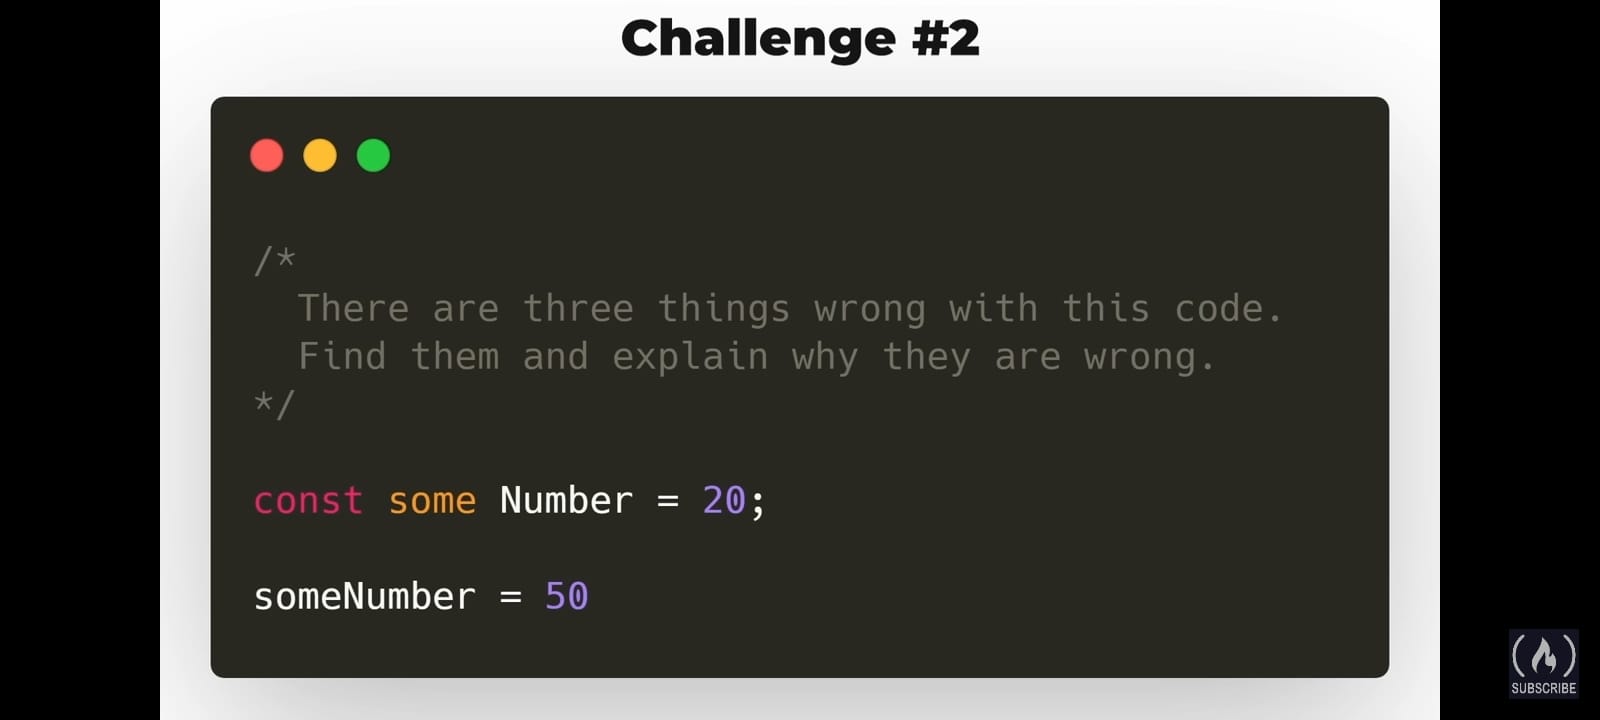 Challenge #2
/*
There are three things wrong with this code.
Find them and explain why they are wrong.
*/
const some Number = 20;
someNumber = 50
SUBSCRIBE